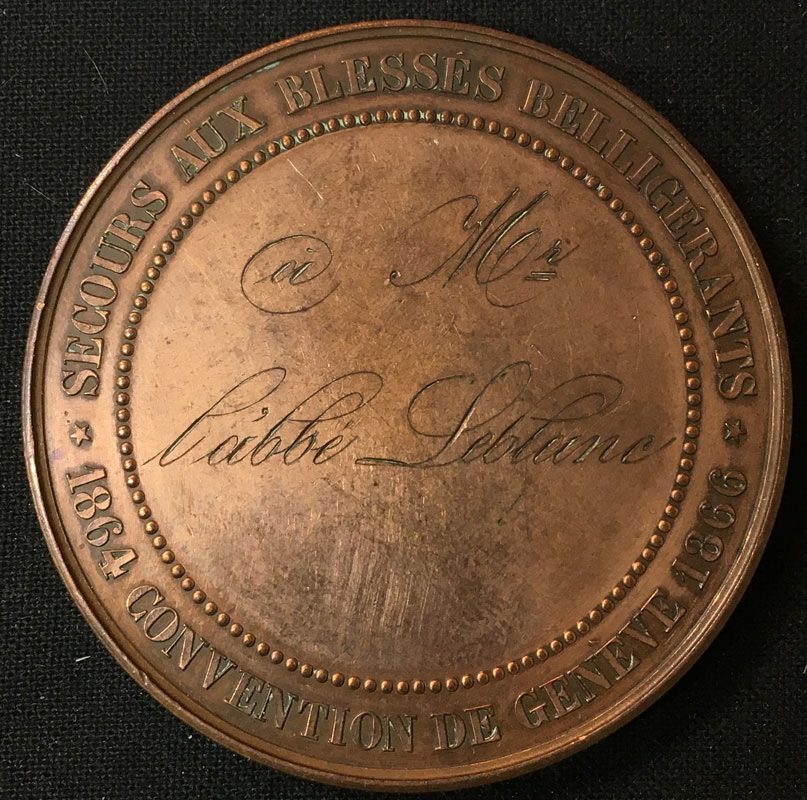 SECOURS AUX BLESSÉS BELLIGÉRANTS
à Mr
l'abbé Leblanc
1864 CONVENTION DE GENÈVE 1866